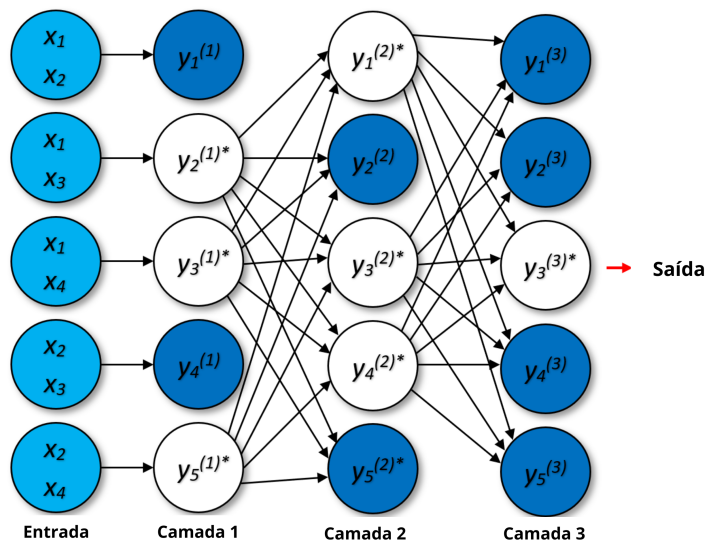 x₁
x₂
y₁⁽¹⁾
y₁⁽²⁾*
y₁⁽³⁾
x₁
x₃
y₂⁽¹⁾*
y₂⁽²⁾
y₂⁽³⁾
x₁
x₄
y₃⁽¹⁾*
y₃⁽²⁾*
y₃⁽³⁾*
Saída
x₂
x₃
y₄⁽¹⁾
y₄⁽²⁾*
y₄⁽³⁾
x₂
x₄
y₅⁽¹⁾*
y₅⁽²⁾*
y₅⁽³⁾
Entrada
Camada 1
Camada 2
Camada 3